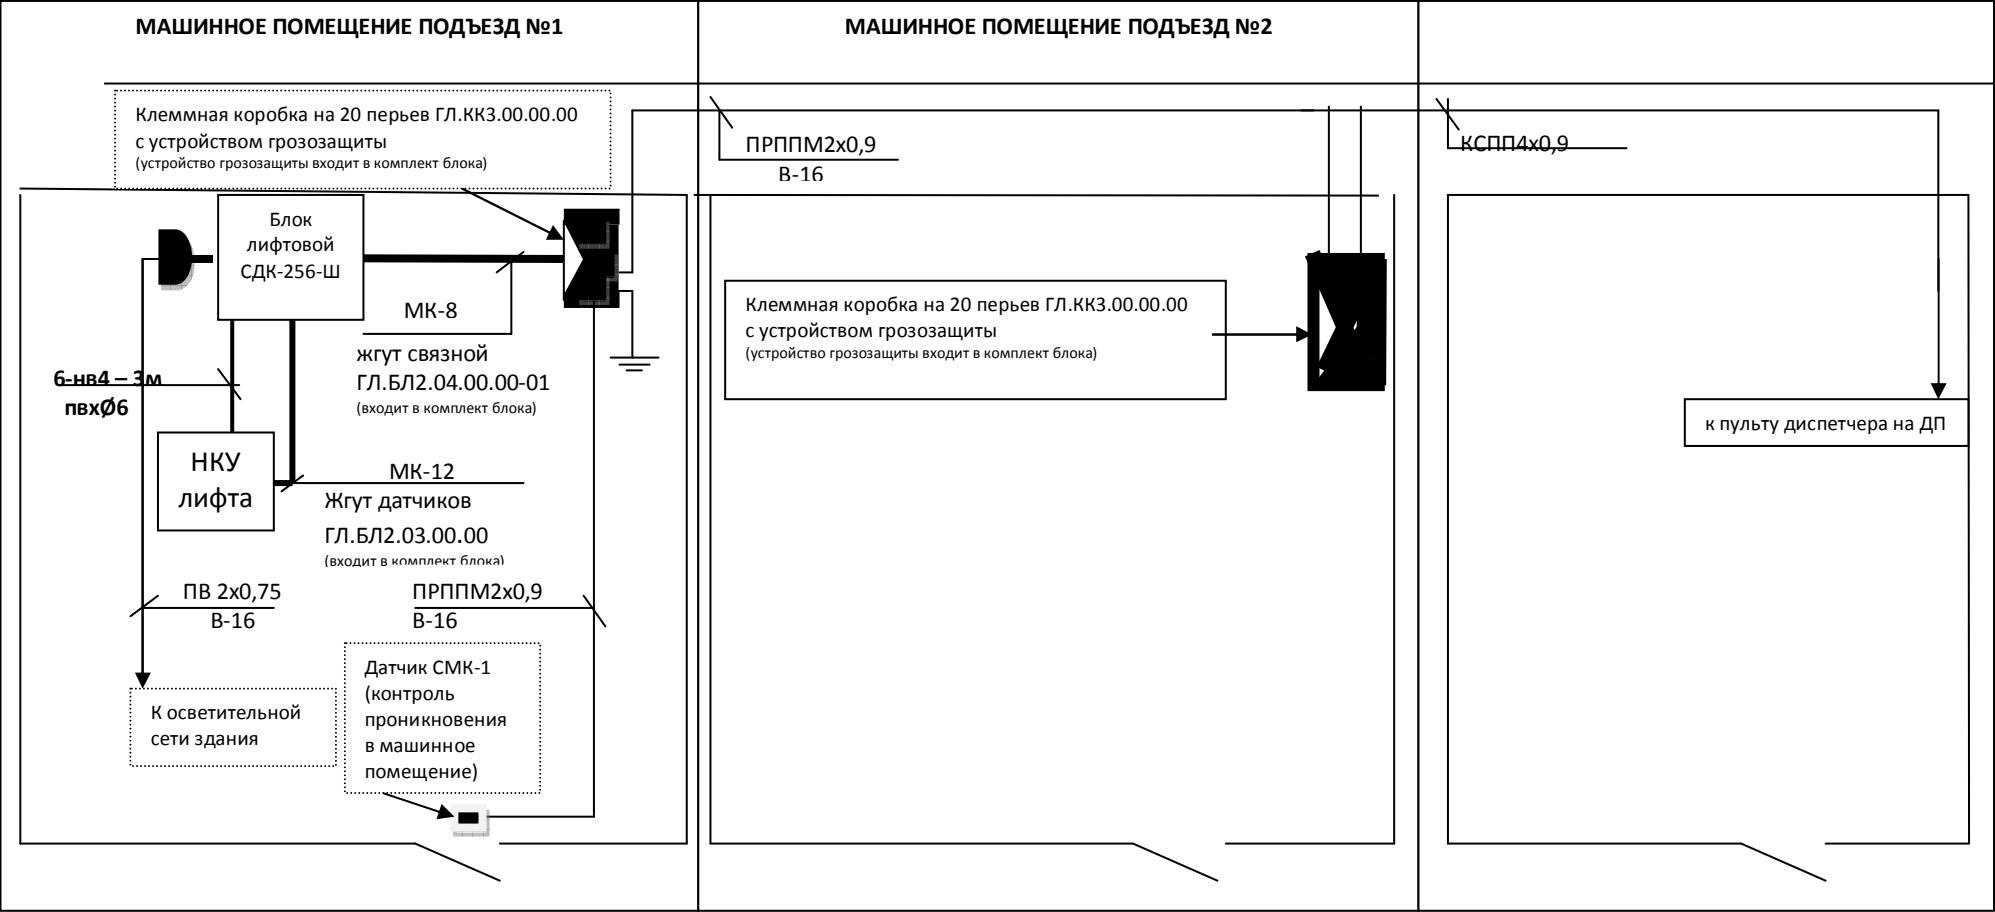 МАШИННОЕ ПОМЕЩЕНИЕ ПОДЪЕЗД №1
МАШИННОЕ ПОМЕЩЕНИЕ ПОДЪЕЗД №2
Клеммная коробка на 20 перьев ГЛ.КК3.00.00.00
с устройством грозозащиты
(устройство грозозащиты входит в комплект блока)
ПРППМ2х0,9
В-16
КСПП4х0,9
Блок
лифтовой
СДК-256-Ш
МК-8
жгут связной
ГЛ.БЛ2.04.00.00-01
(входит в комплект блока)
Клеммная коробка на 20 перьев ГЛ.КК3.00.00.00
с устройством грозозащиты
(устройство грозозащиты входит в комплект блока)
6-нв4 – 3м
пвхØ6
к пульту диспетчера на ДП
НКУ
лифта
МК-12
Жгут датчиков
ГЛ.БЛ2.03.00.00
(входит в комплект блока)
ПВ 2х0,75
В-16
ПРППМ2х0,9
В-16
Датчик СМК-1
(контроль
проникновения
в машинное
помещение)
К осветительной
сети здания